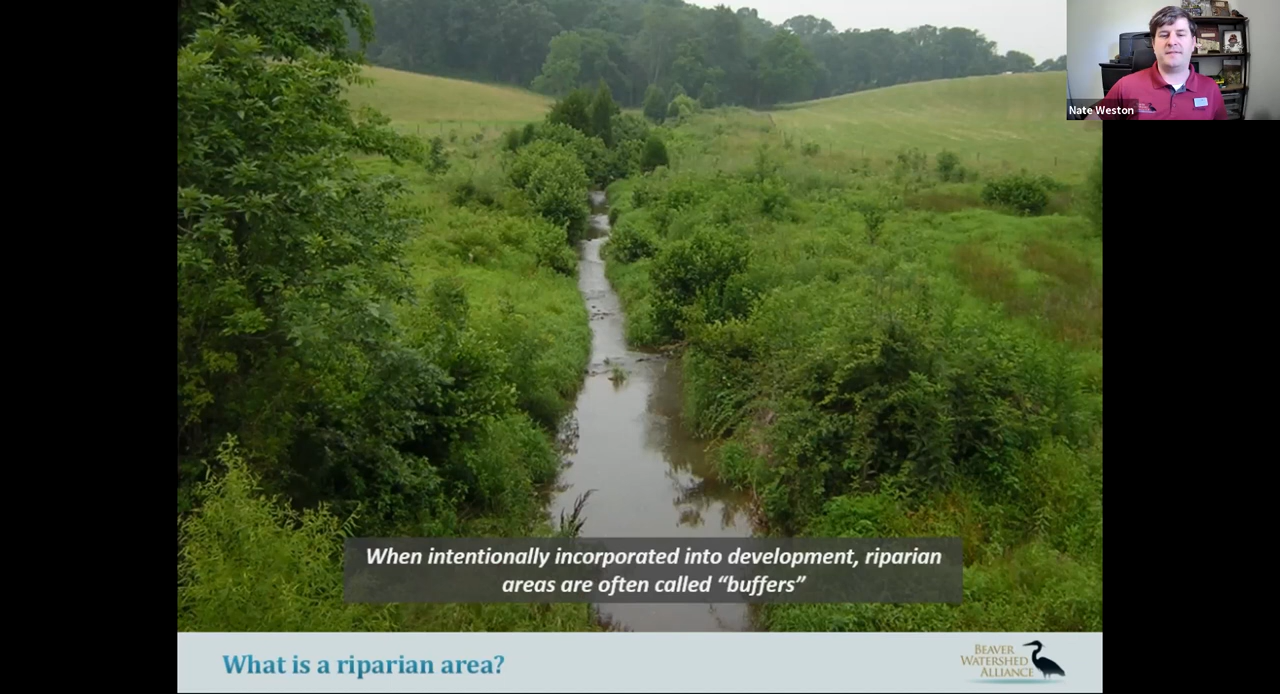 Nate Weston
When intentionally incorporated into development, riparian
areas are often called “buffers”
What is a riparian area?
BEAVER
WATERSHED
ALLIANCE